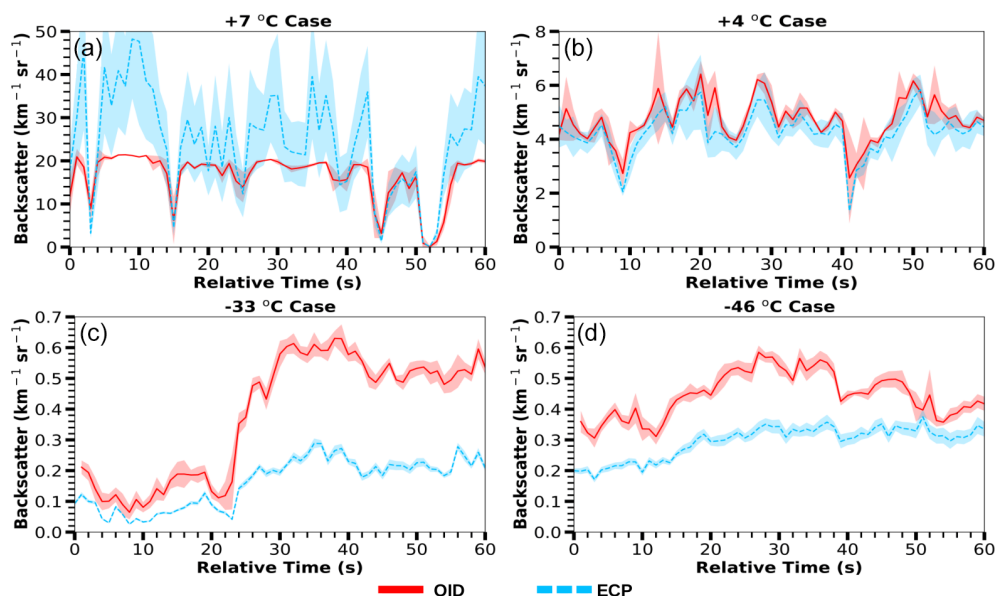 +7 °C Case
(a)
Backscatter (km⁻¹ sr⁻¹)
50
40
30
20
10
0
0 10 20 30 40 50 60
Relative Time (s)
+4 °C Case
(b)
Backscatter (km⁻¹ sr⁻¹)
8
6
4
2
0
0 10 20 30 40 50 60
Relative Time (s)
-33 °C Case
(c)
Backscatter (km⁻¹ sr⁻¹)
0.7
0.6
0.5
0.4
0.3
0.2
0.1
0.0
0 10 20 30 40 50 60
Relative Time (s)
-46 °C Case
(d)
Backscatter (km⁻¹ sr⁻¹)
0.7
0.6
0.5
0.4
0.3
0.2
0.1
0.0
0 10 20 30 40 50 60
Relative Time (s)
OID ECP